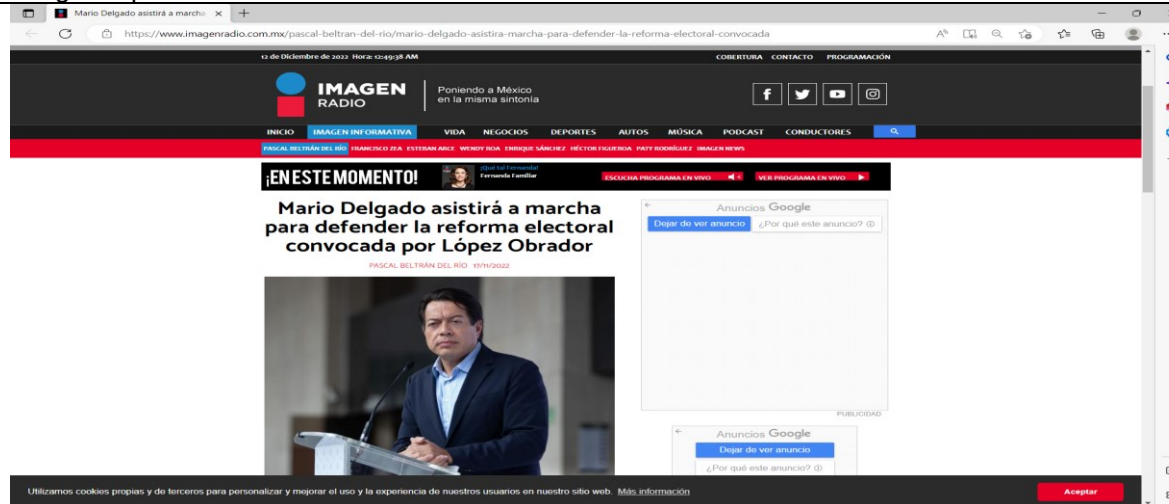 Mario Delgado asistirá a marcha
https://www.imagenradio.com.mx/pascal-beltran-del-rio/mario-delgado-asistira-marcha-para-defender-la-reforma-electoral-convocada
12 de Diciembre de 2022 Hora: 12:49:38 AM
COBERTURA CONTACTO PROGRAMACIÓN
IMAGEN
RADIO
Poniendo a México
en la misma sintonía
INICIO IMAGEN INFORMATIVA VIDA NEGOCIOS DEPORTES AUTOS MÚSICA PODCAST CONDUCTORES
PASCAL BELTRÁN DEL RÍO FRANCISCO ZEA ESTEBAN ARCE WENDY ROA ENRIQUE SÁNCHEZ HÉCTOR FIGUEROA PATY RODRÍGUEZ IMAGEN NEWS
¡EN ESTE MOMENTO!
¡Qué tal Fernanda!
Fernanda Familiar
ESCUCHA PROGRAMA EN VIVO
VER PROGRAMA EN VIVO
Mario Delgado asistirá a marcha
para defender la reforma electoral
convocada por López Obrador
PASCAL BELTRÁN DEL RÍO 17/11/2022
Anuncios Google
Dejar de ver anuncio ¿Por qué este anuncio?
PUBLICIDAD
Anuncios Google
Dejar de ver anuncio
¿Por qué este anuncio?
Utilizamos cookies propias y de terceros para personalizar y mejorar el uso y la experiencia de nuestros usuarios en nuestro sitio web. Más información
Aceptar